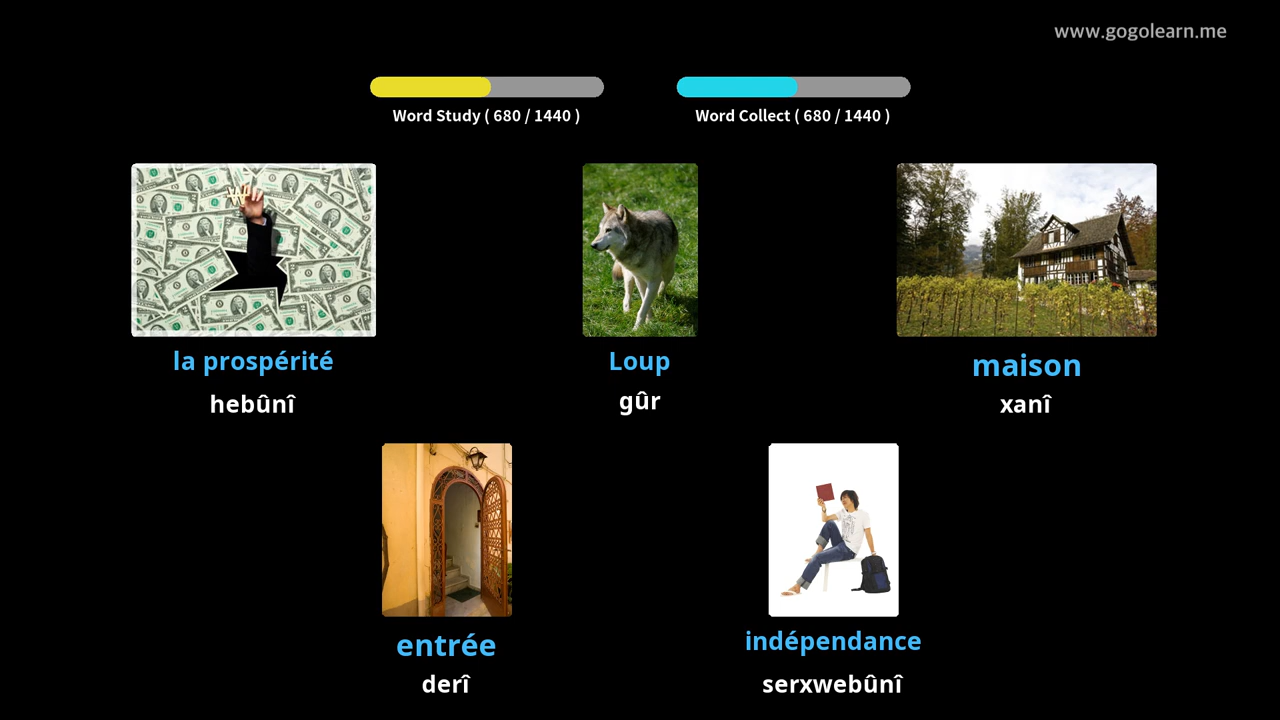 www.gogolearn.me
Word Study ( 680 / 1440 )
Word Collect ( 680 / 1440 )
la prospérité
hebûnî
Loup
gûr
maison
xanî
entrée
derî
indépendance
serxwebûnî